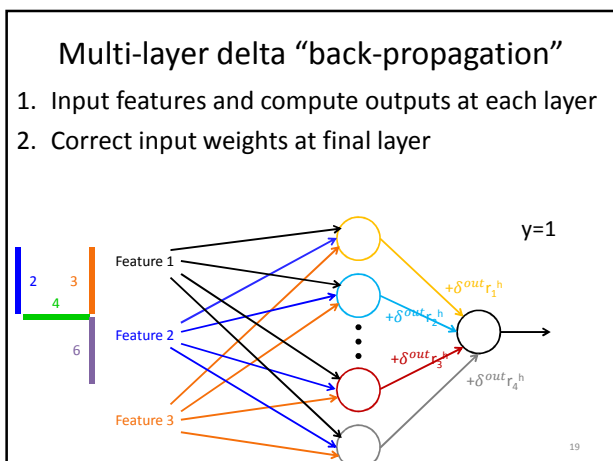 Multi-layer delta “back-propagation”
1. Input features and compute outputs at each layer
2. Correct input weights at final layer
y=1
Feature 1
2 3
4
6
+δ^out r₁^h
+δ^out r₂^h
Feature 2
+δ^out r₃^h
+δ^out r₄^h
Feature 3
19